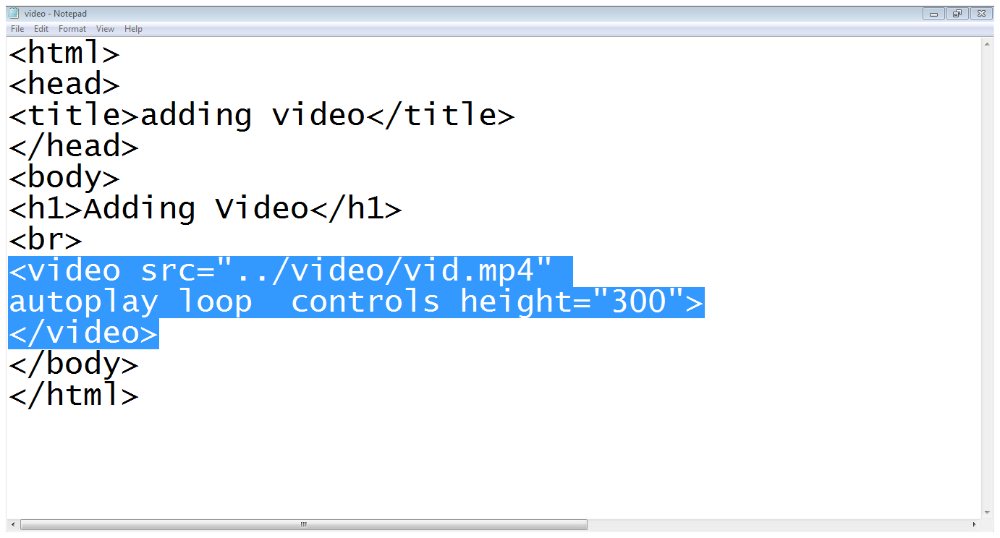 video - Notepad
File Edit Format View Help
<html>
<head>
<title>adding video</title>
</head>
<body>
<h1>Adding Video</h1>
<br>
<video src="../video/vid.mp4"
autoplay loop  controls height="300">
</video>
</body>
</html>